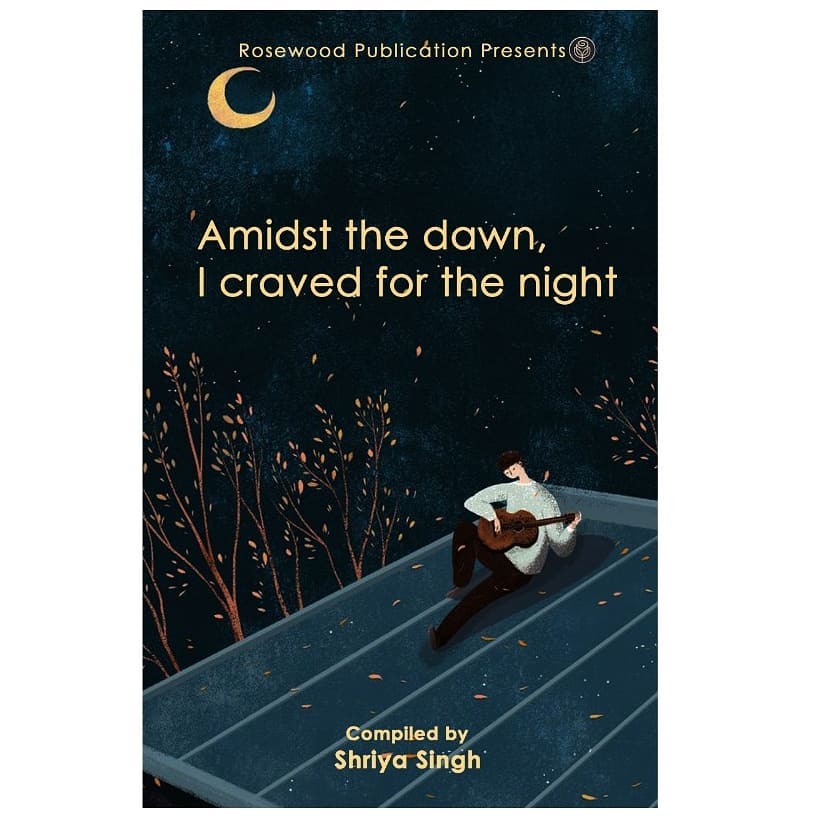 Rosewood Publication Presents
Amidst the dawn,
I craved for the night
Compiled by
Shriya Singh